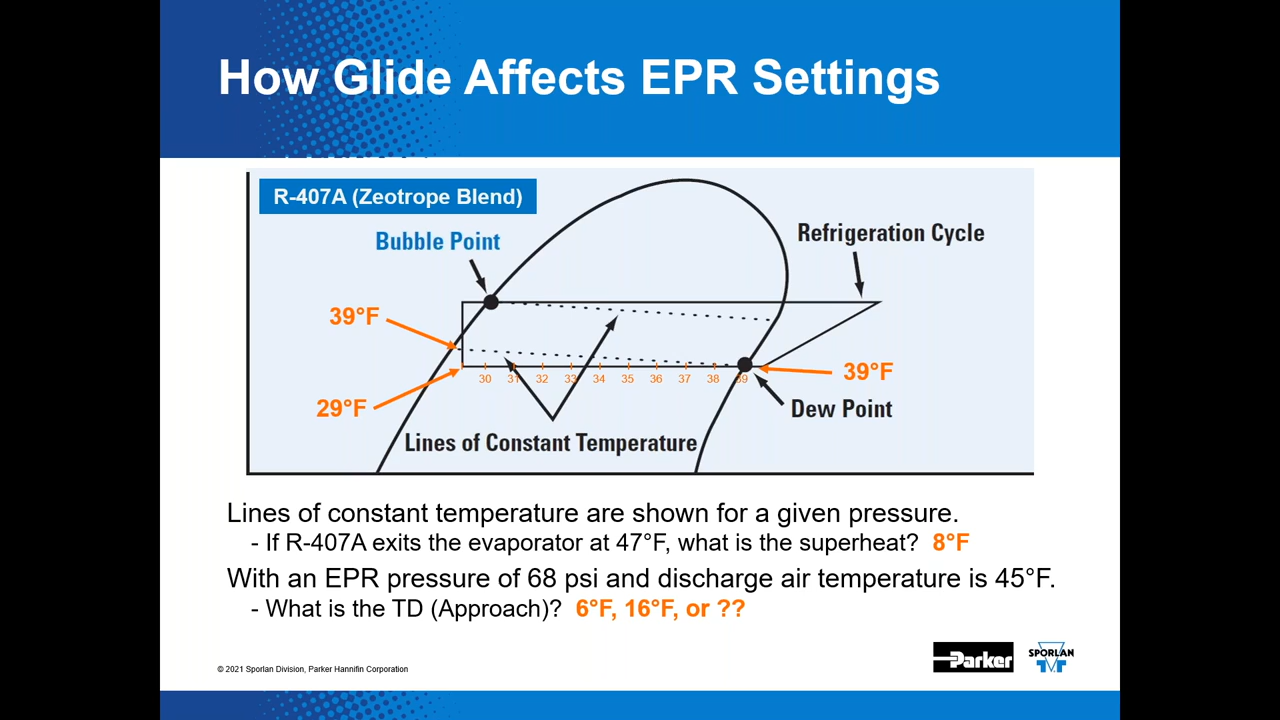 How Glide Affects EPR Settings
R-407A (Zeotrope Blend)
Bubble Point
Refrigeration Cycle
39°F
30 31 32 33 34 35 36 37 38 39
39°F
29°F
Dew Point
Lines of Constant Temperature
Lines of constant temperature are shown for a given pressure.
- If R-407A exits the evaporator at 47°F, what is the superheat? 8°F
With an EPR pressure of 68 psi and discharge air temperature is 45°F.
- What is the TD (Approach)? 6°F, 16°F, or ??
© 2021 Sporlan Division, Parker Hannifin Corporation
Parker
SPORLAN